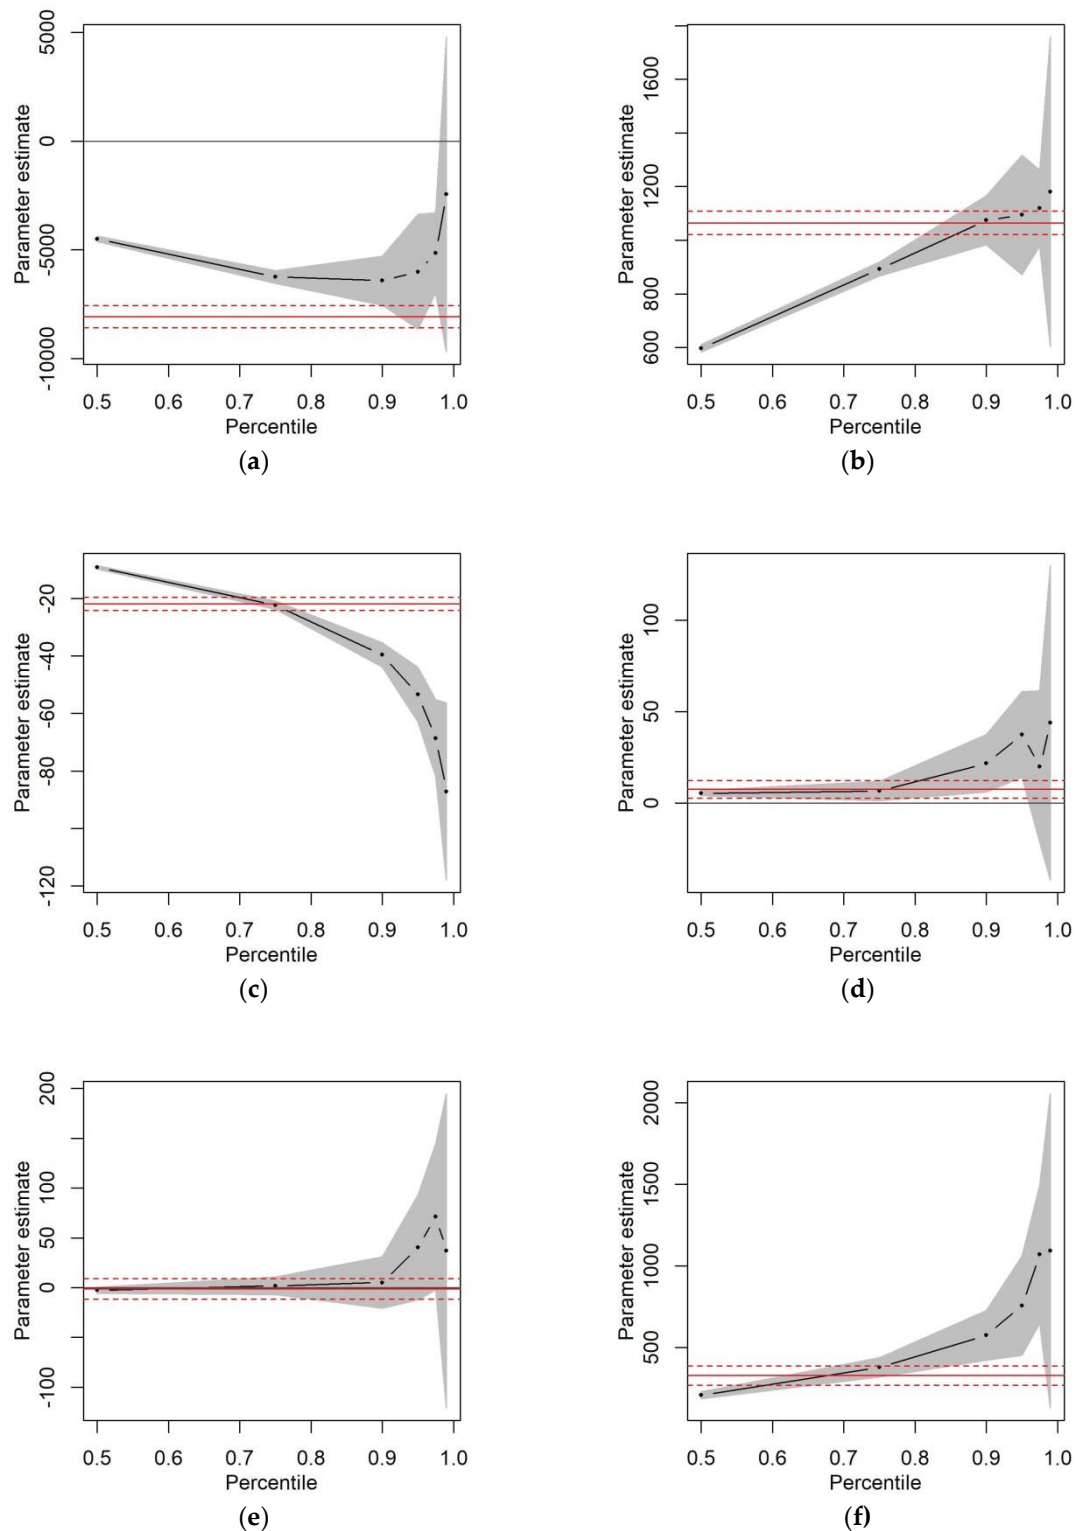 Parameter estimate
5000
0
-5000
-10000
0.5 0.6 0.7 0.8 0.9 1.0
Percentile
(a)
Parameter estimate
1600
1200
800
600
0.5 0.6 0.7 0.8 0.9 1.0
Percentile
(b)
Parameter estimate
-20
-40
-60
-80
-120
0.5 0.6 0.7 0.8 0.9 1.0
Percentile
(c)
Parameter estimate
100
50
0
0.5 0.6 0.7 0.8 0.9 1.0
Percentile
(d)
Parameter estimate
200
100
50
0
-100
0.5 0.6 0.7 0.8 0.9 1.0
Percentile
(e)
Parameter estimate
2000
1500
1000
500
0.5 0.6 0.7 0.8 0.9 1.0
Percentile
(f)